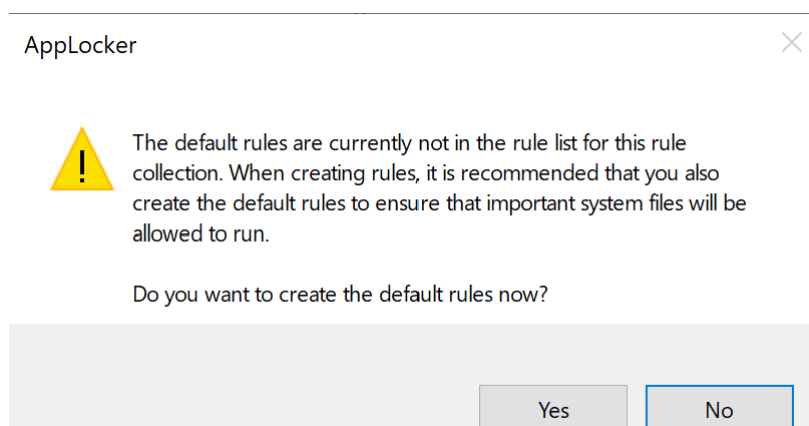 AppLocker
The default rules are currently not in the rule list for this rule
collection. When creating rules, it is recommended that you also
create the default rules to ensure that important system files will be
allowed to run.
Do you want to create the default rules now?
Yes
No